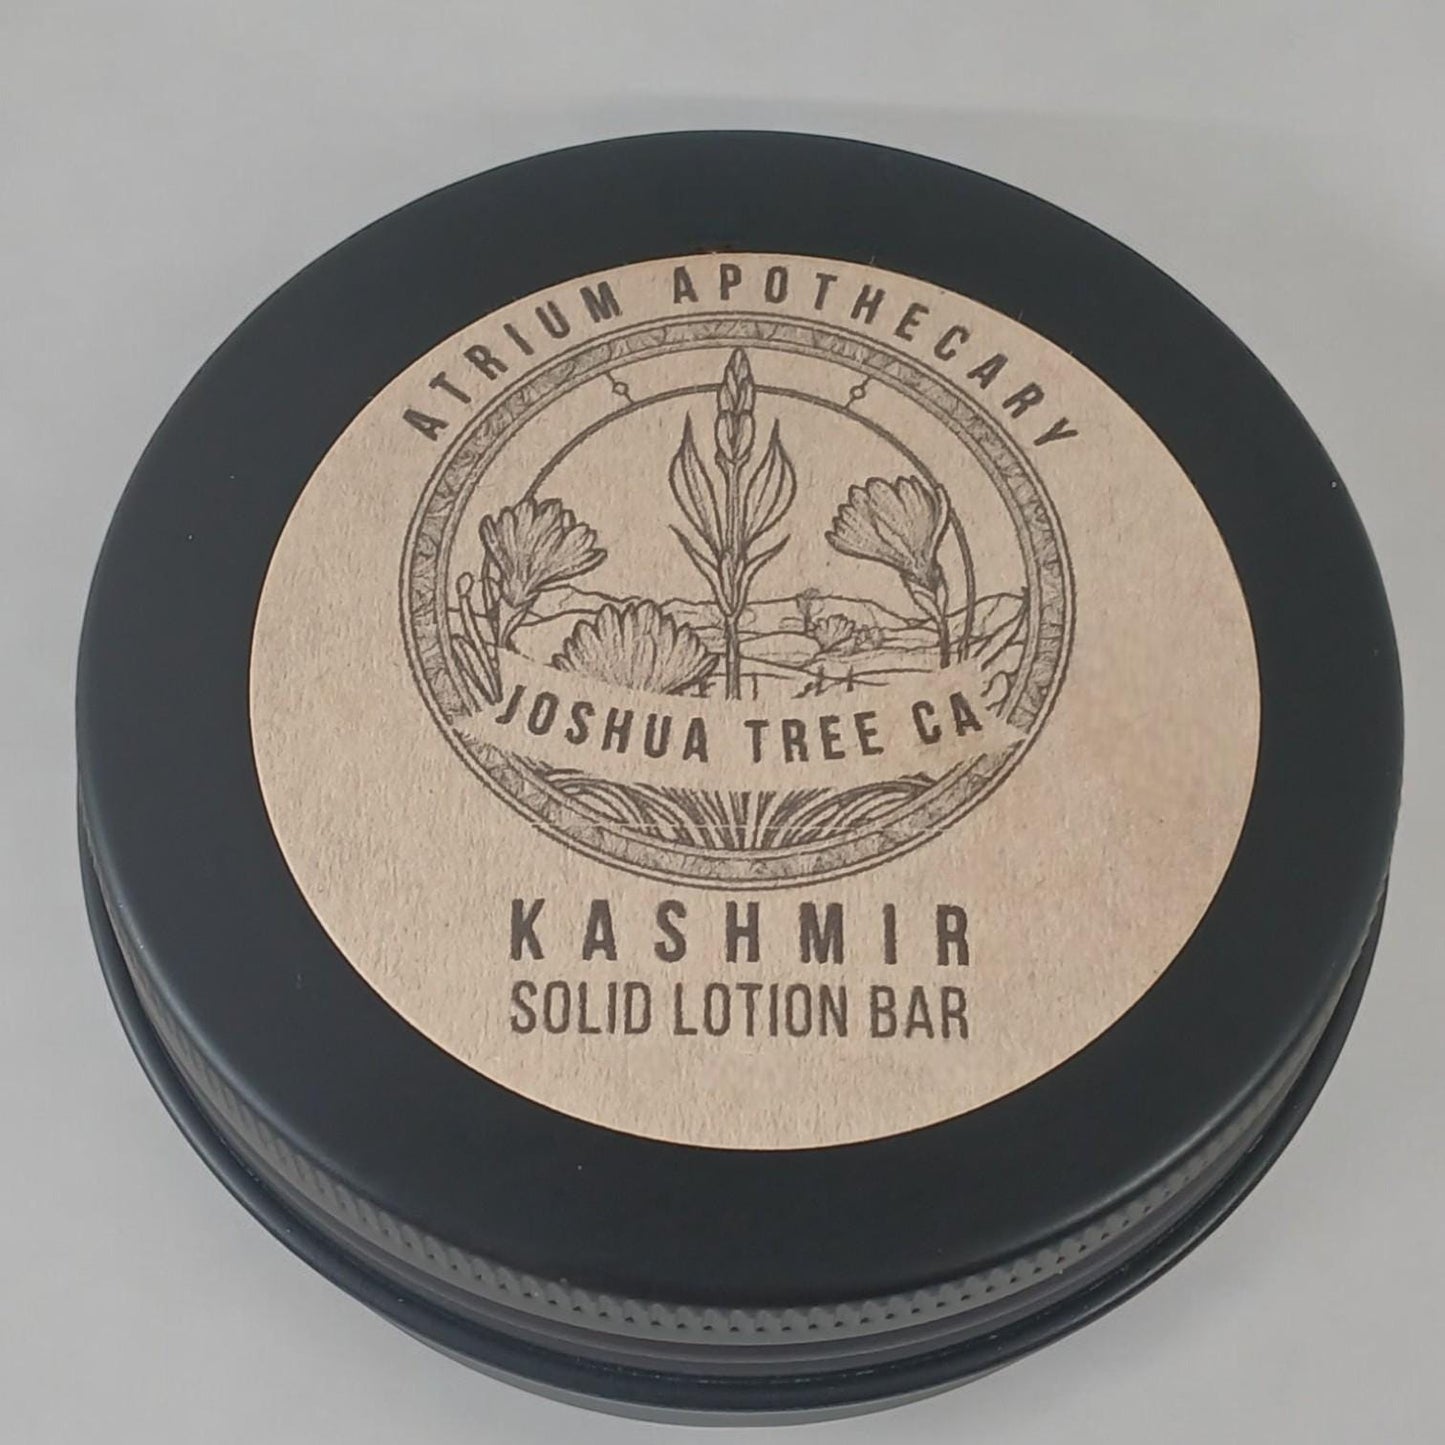 ATRIUM APOTHECARY
JOSHUA TREE CA
KASHMIR
SOLID LOTION BAR